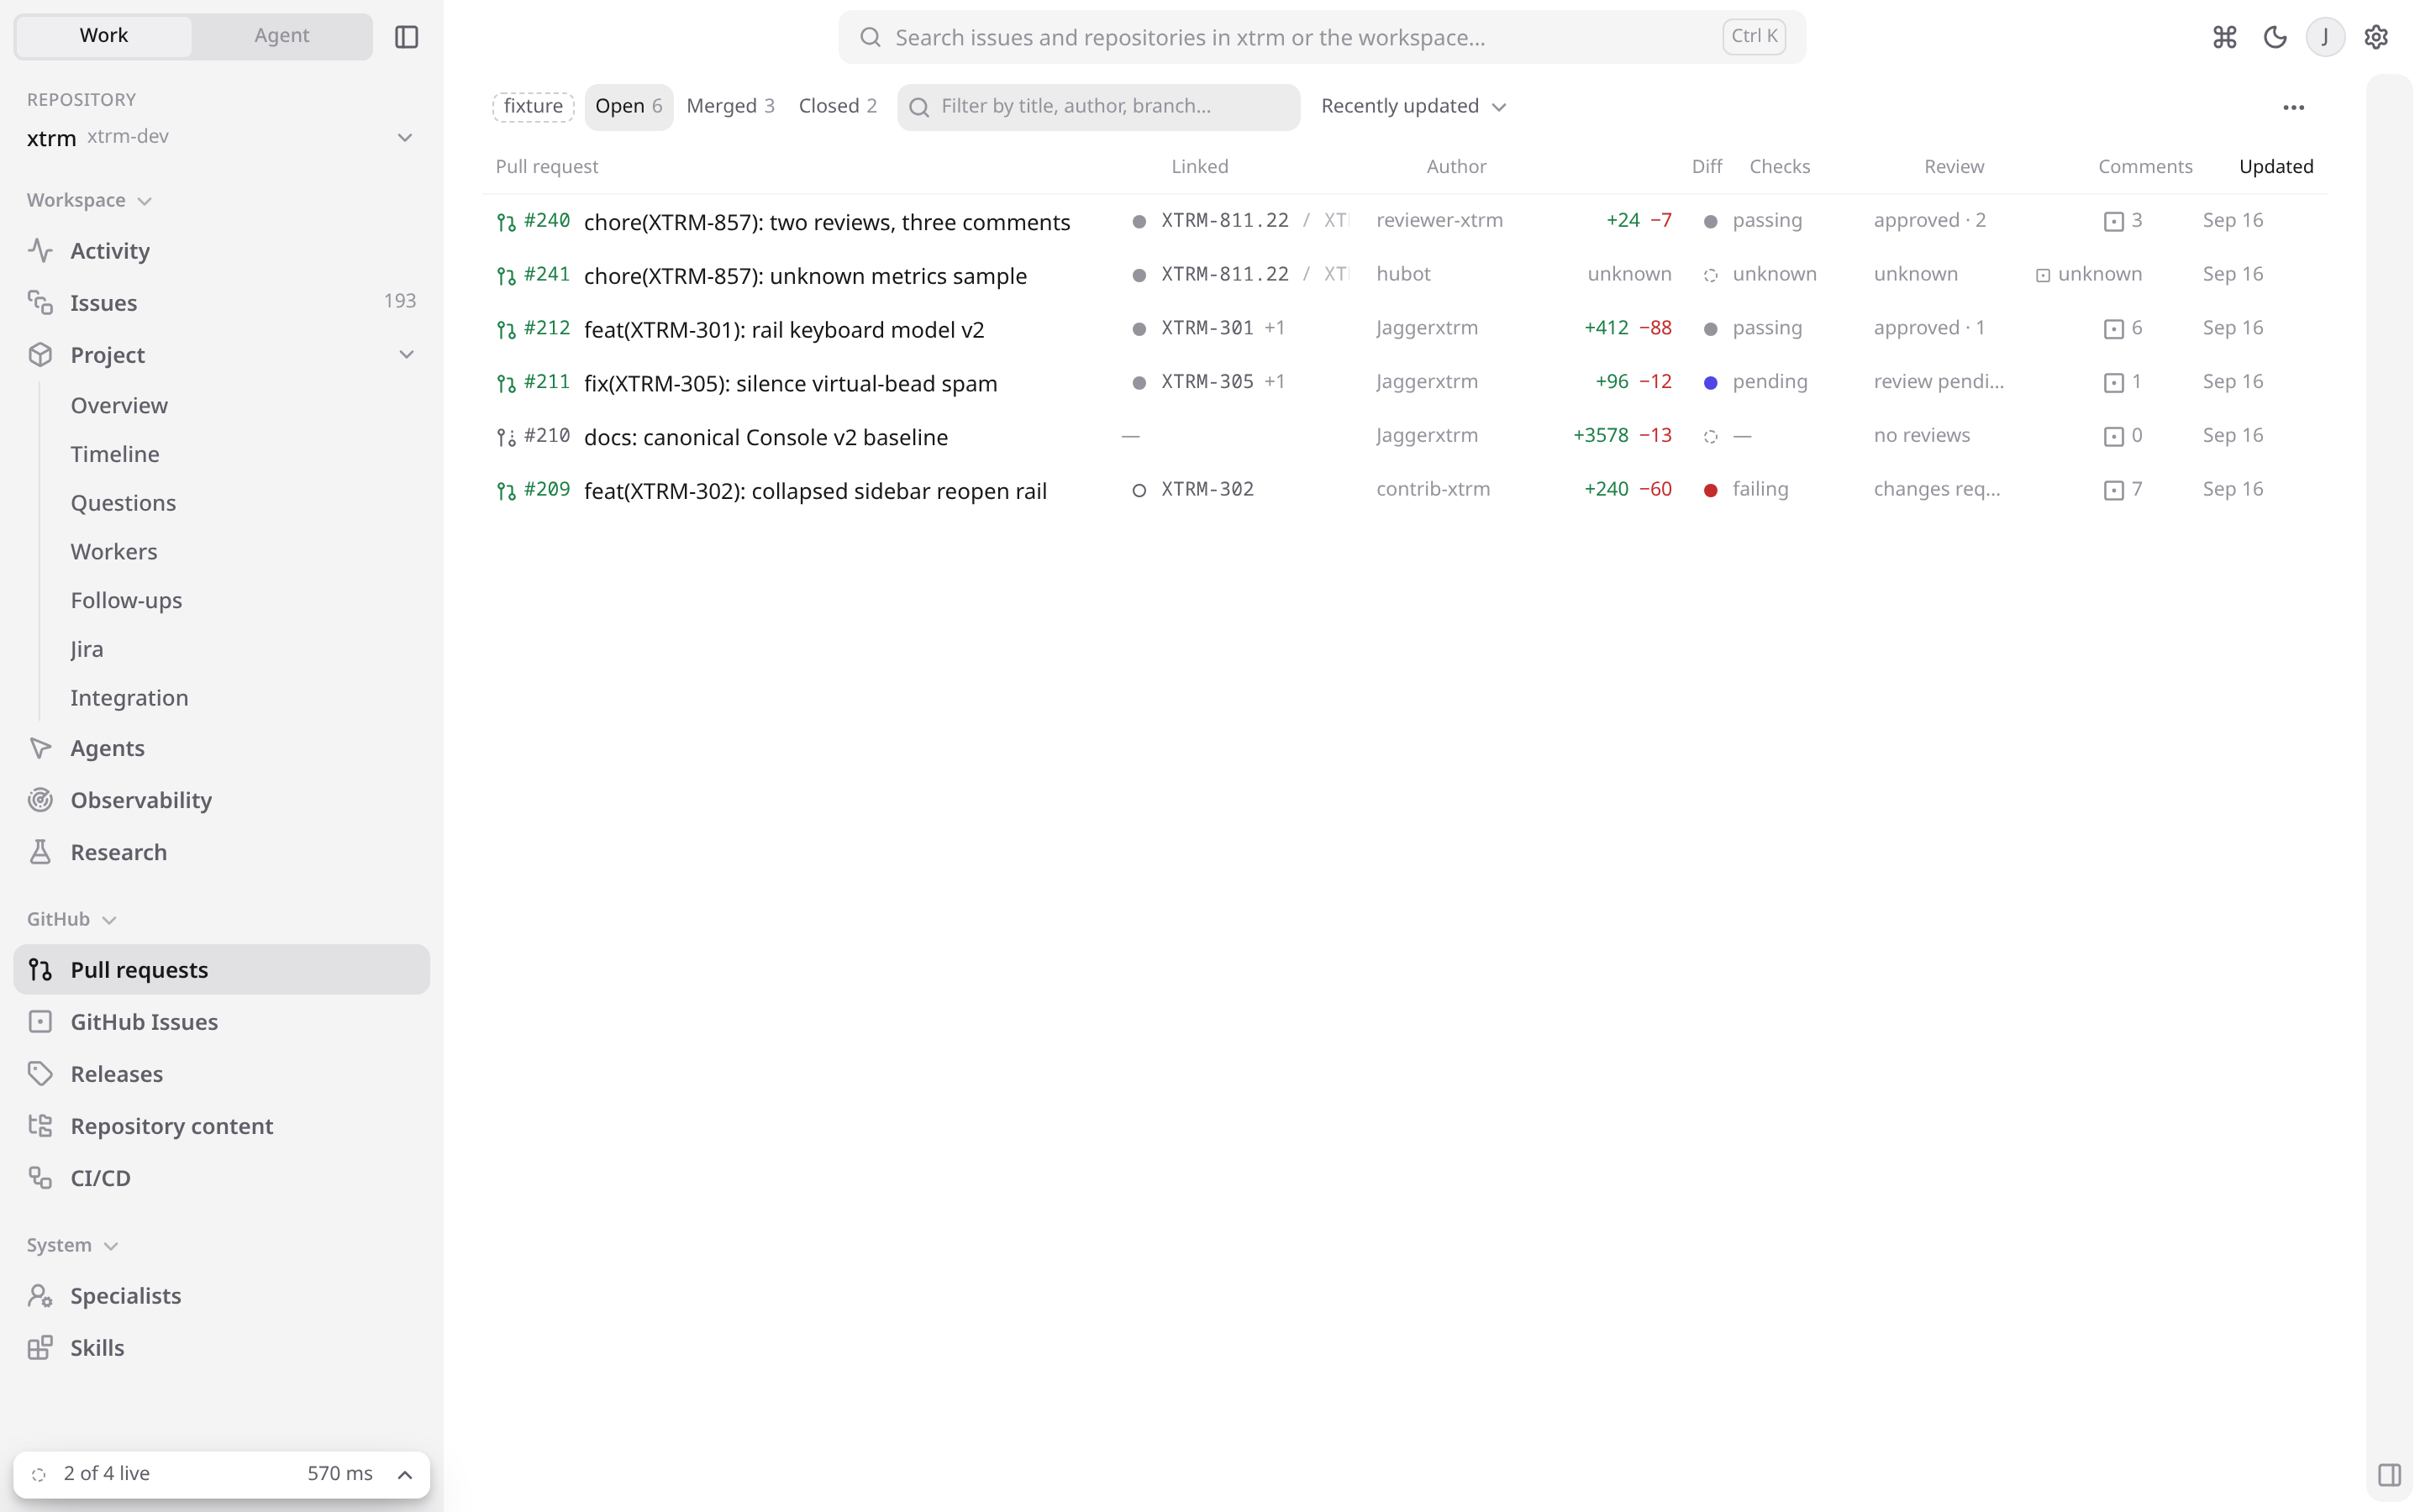 Work Agent
Search issues and repositories in xtrm or the workspace... Ctrl K
J
REPOSITORY
xtrm xtrm-dev
Workspace
Activity
Issues 193
Project
Overview
Timeline
Questions
Workers
Follow-ups
Jira
Integration
Agents
Observability
Research
GitHub
Pull requests
GitHub Issues
Releases
Repository content
CI/CD
System
Specialists
Skills
2 of 4 live 570 ms
fixture Open 6 Merged 3 Closed 2 Filter by title, author, branch... Recently updated
Pull request Linked Author Diff Checks Review Comments Updated
#240 chore(XTRM-857): two reviews, three comments XTRM-811.22 / XT reviewer-xtrm +24 −7 passing approved · 2 3 Sep 16
#241 chore(XTRM-857): unknown metrics sample XTRM-811.22 / XT hubot unknown unknown unknown unknown Sep 16
#212 feat(XTRM-301): rail keyboard model v2 XTRM-301 +1 Jaggerxtrm +412 −88 passing approved · 1 6 Sep 16
#211 fix(XTRM-305): silence virtual-bead spam XTRM-305 +1 Jaggerxtrm +96 −12 pending review pendi... 1 Sep 16
#210 docs: canonical Console v2 baseline — Jaggerxtrm +3578 −13 — no reviews 0 Sep 16
#209 feat(XTRM-302): collapsed sidebar reopen rail XTRM-302 contrib-xtrm +240 −60 failing changes req... 7 Sep 16